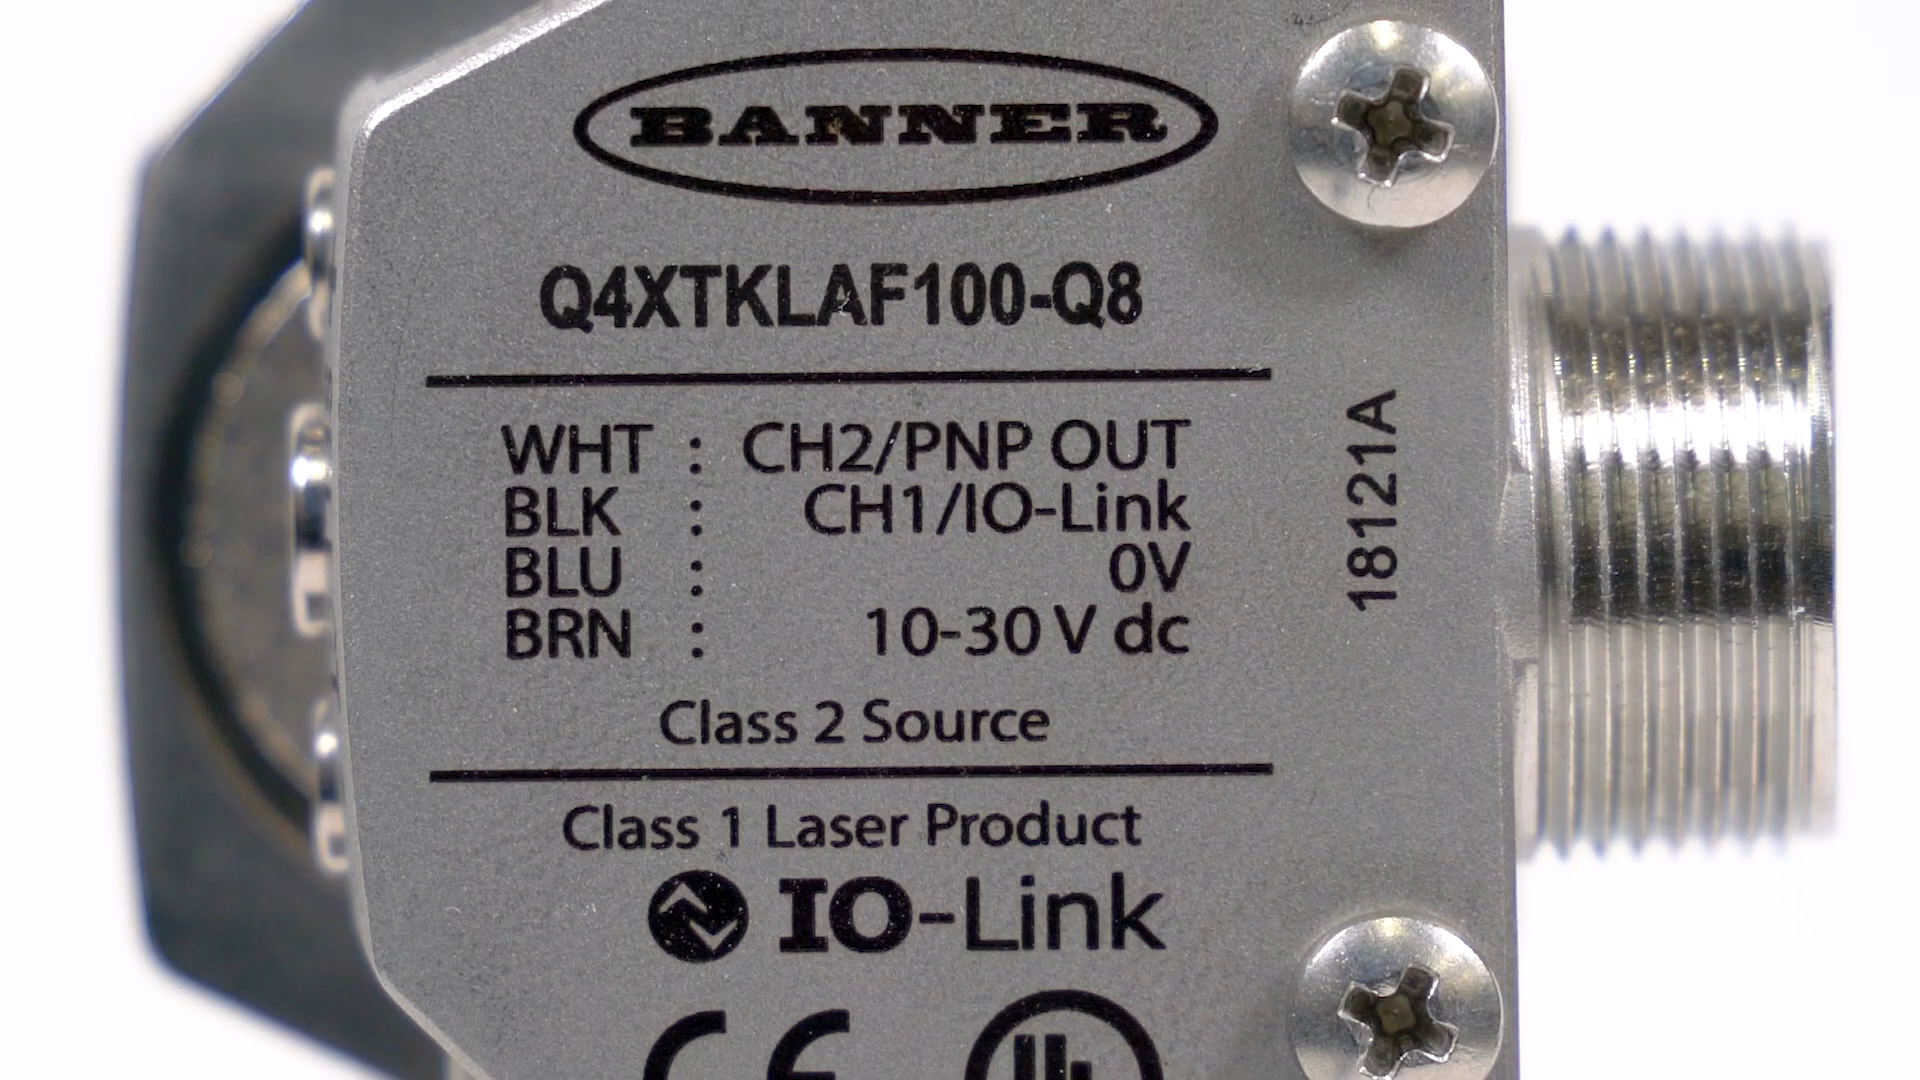 BANNER
Q4XTKLAF100-Q8
WHT : CH2/PNP OUT
BLK : CH1/IO-Link
BLU : 0V
BRN : 10-30 V dc
Class 2 Source
Class 1 Laser Product
IO-Link
CE
UL
18121A